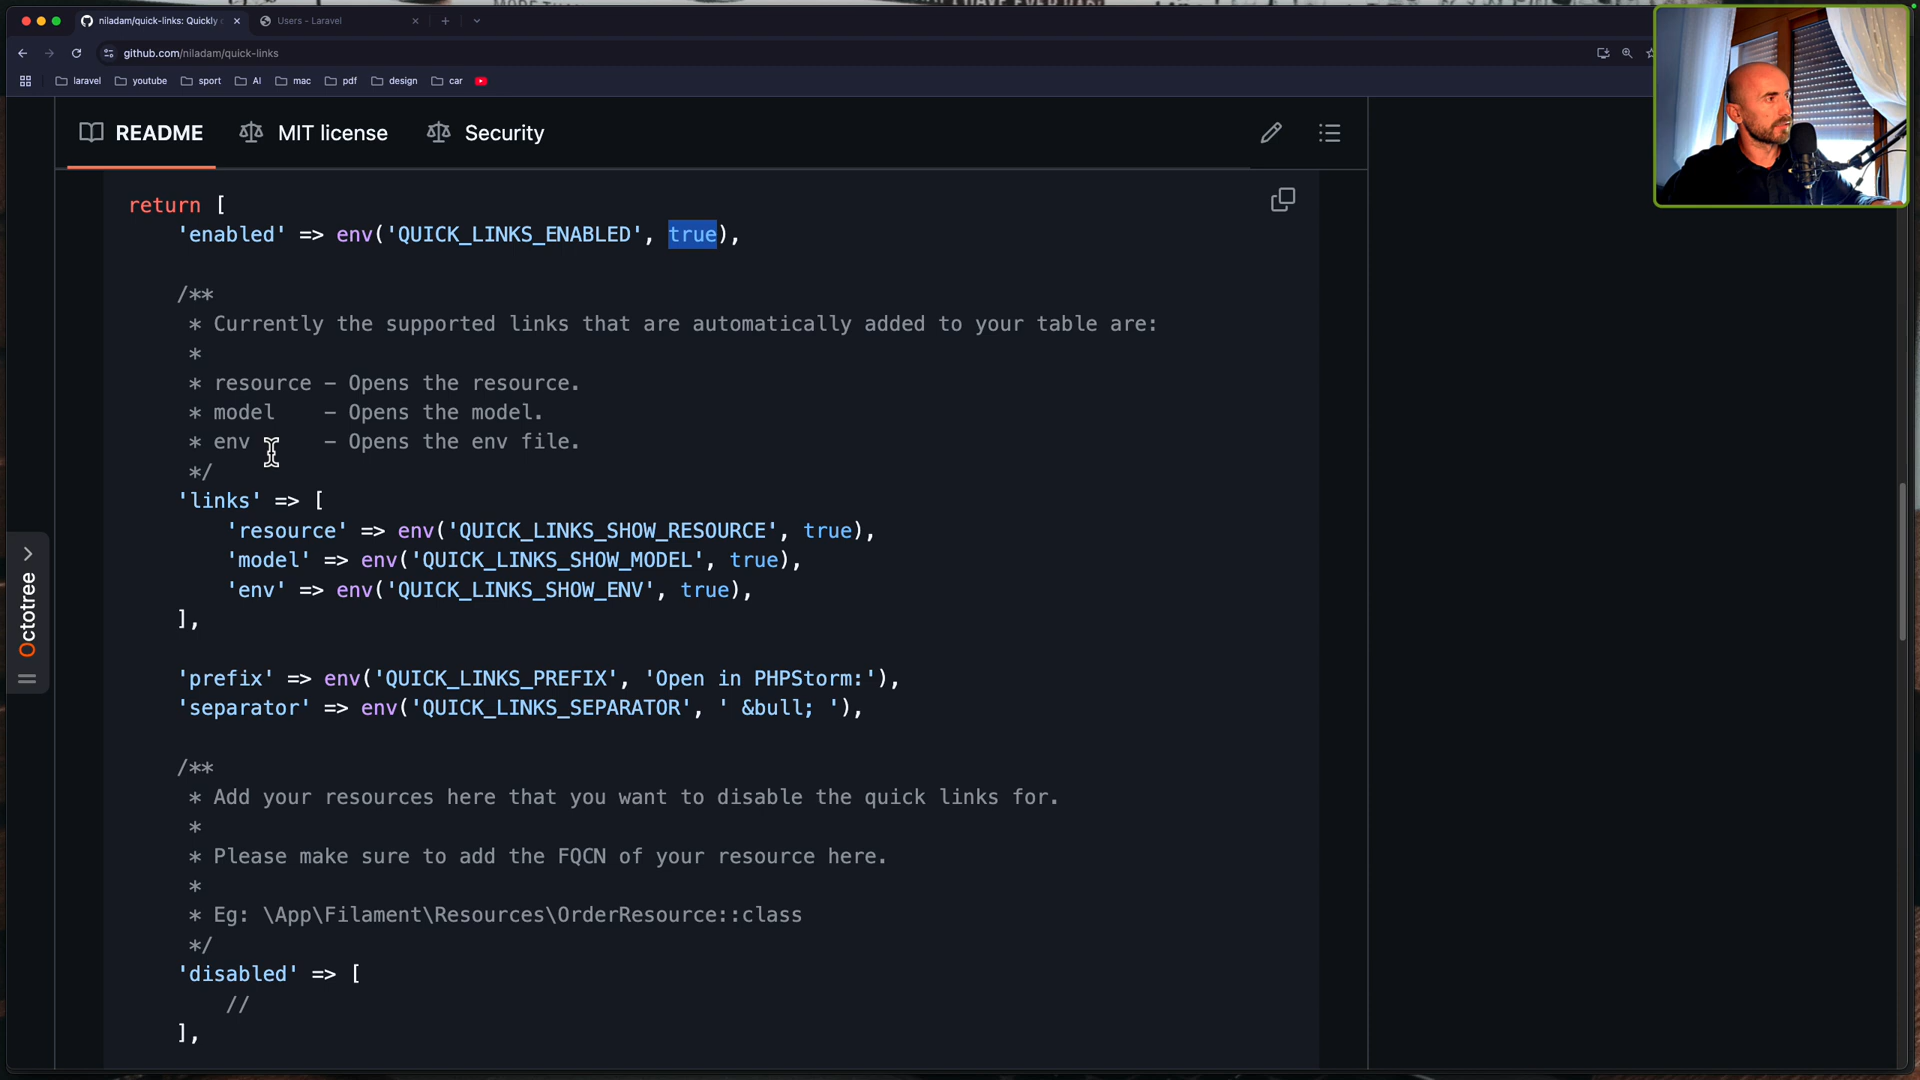 niladam/quick-links: Quickly
Users - Laravel
github.com/niladam/quick-links
laravel
youtube
sport
AI
mac
pdf
design
car
README
MIT license
Security
return [
'enabled' => env('QUICK_LINKS_ENABLED', true),
/**
* Currently the supported links that are automatically added to your table are:
*
* resource – Opens the resource.
* model – Opens the model.
* env – Opens the env file.
*/
'links' => [
'resource' => env('QUICK_LINKS_SHOW_RESOURCE', true),
'model' => env('QUICK_LINKS_SHOW_MODEL', true),
'env' => env('QUICK_LINKS_SHOW_ENV', true),
],
'prefix' => env('QUICK_LINKS_PREFIX', 'Open in PHPStorm:'),
'separator' => env('QUICK_LINKS_SEPARATOR', ' &bull; '),
/**
* Add your resources here that you want to disable the quick links for.
*
* Please make sure to add the FQCN of your resource here.
*
* Eg: \App\Filament\Resources\OrderResource::class
*/
'disabled' => [
//
],
Octotree